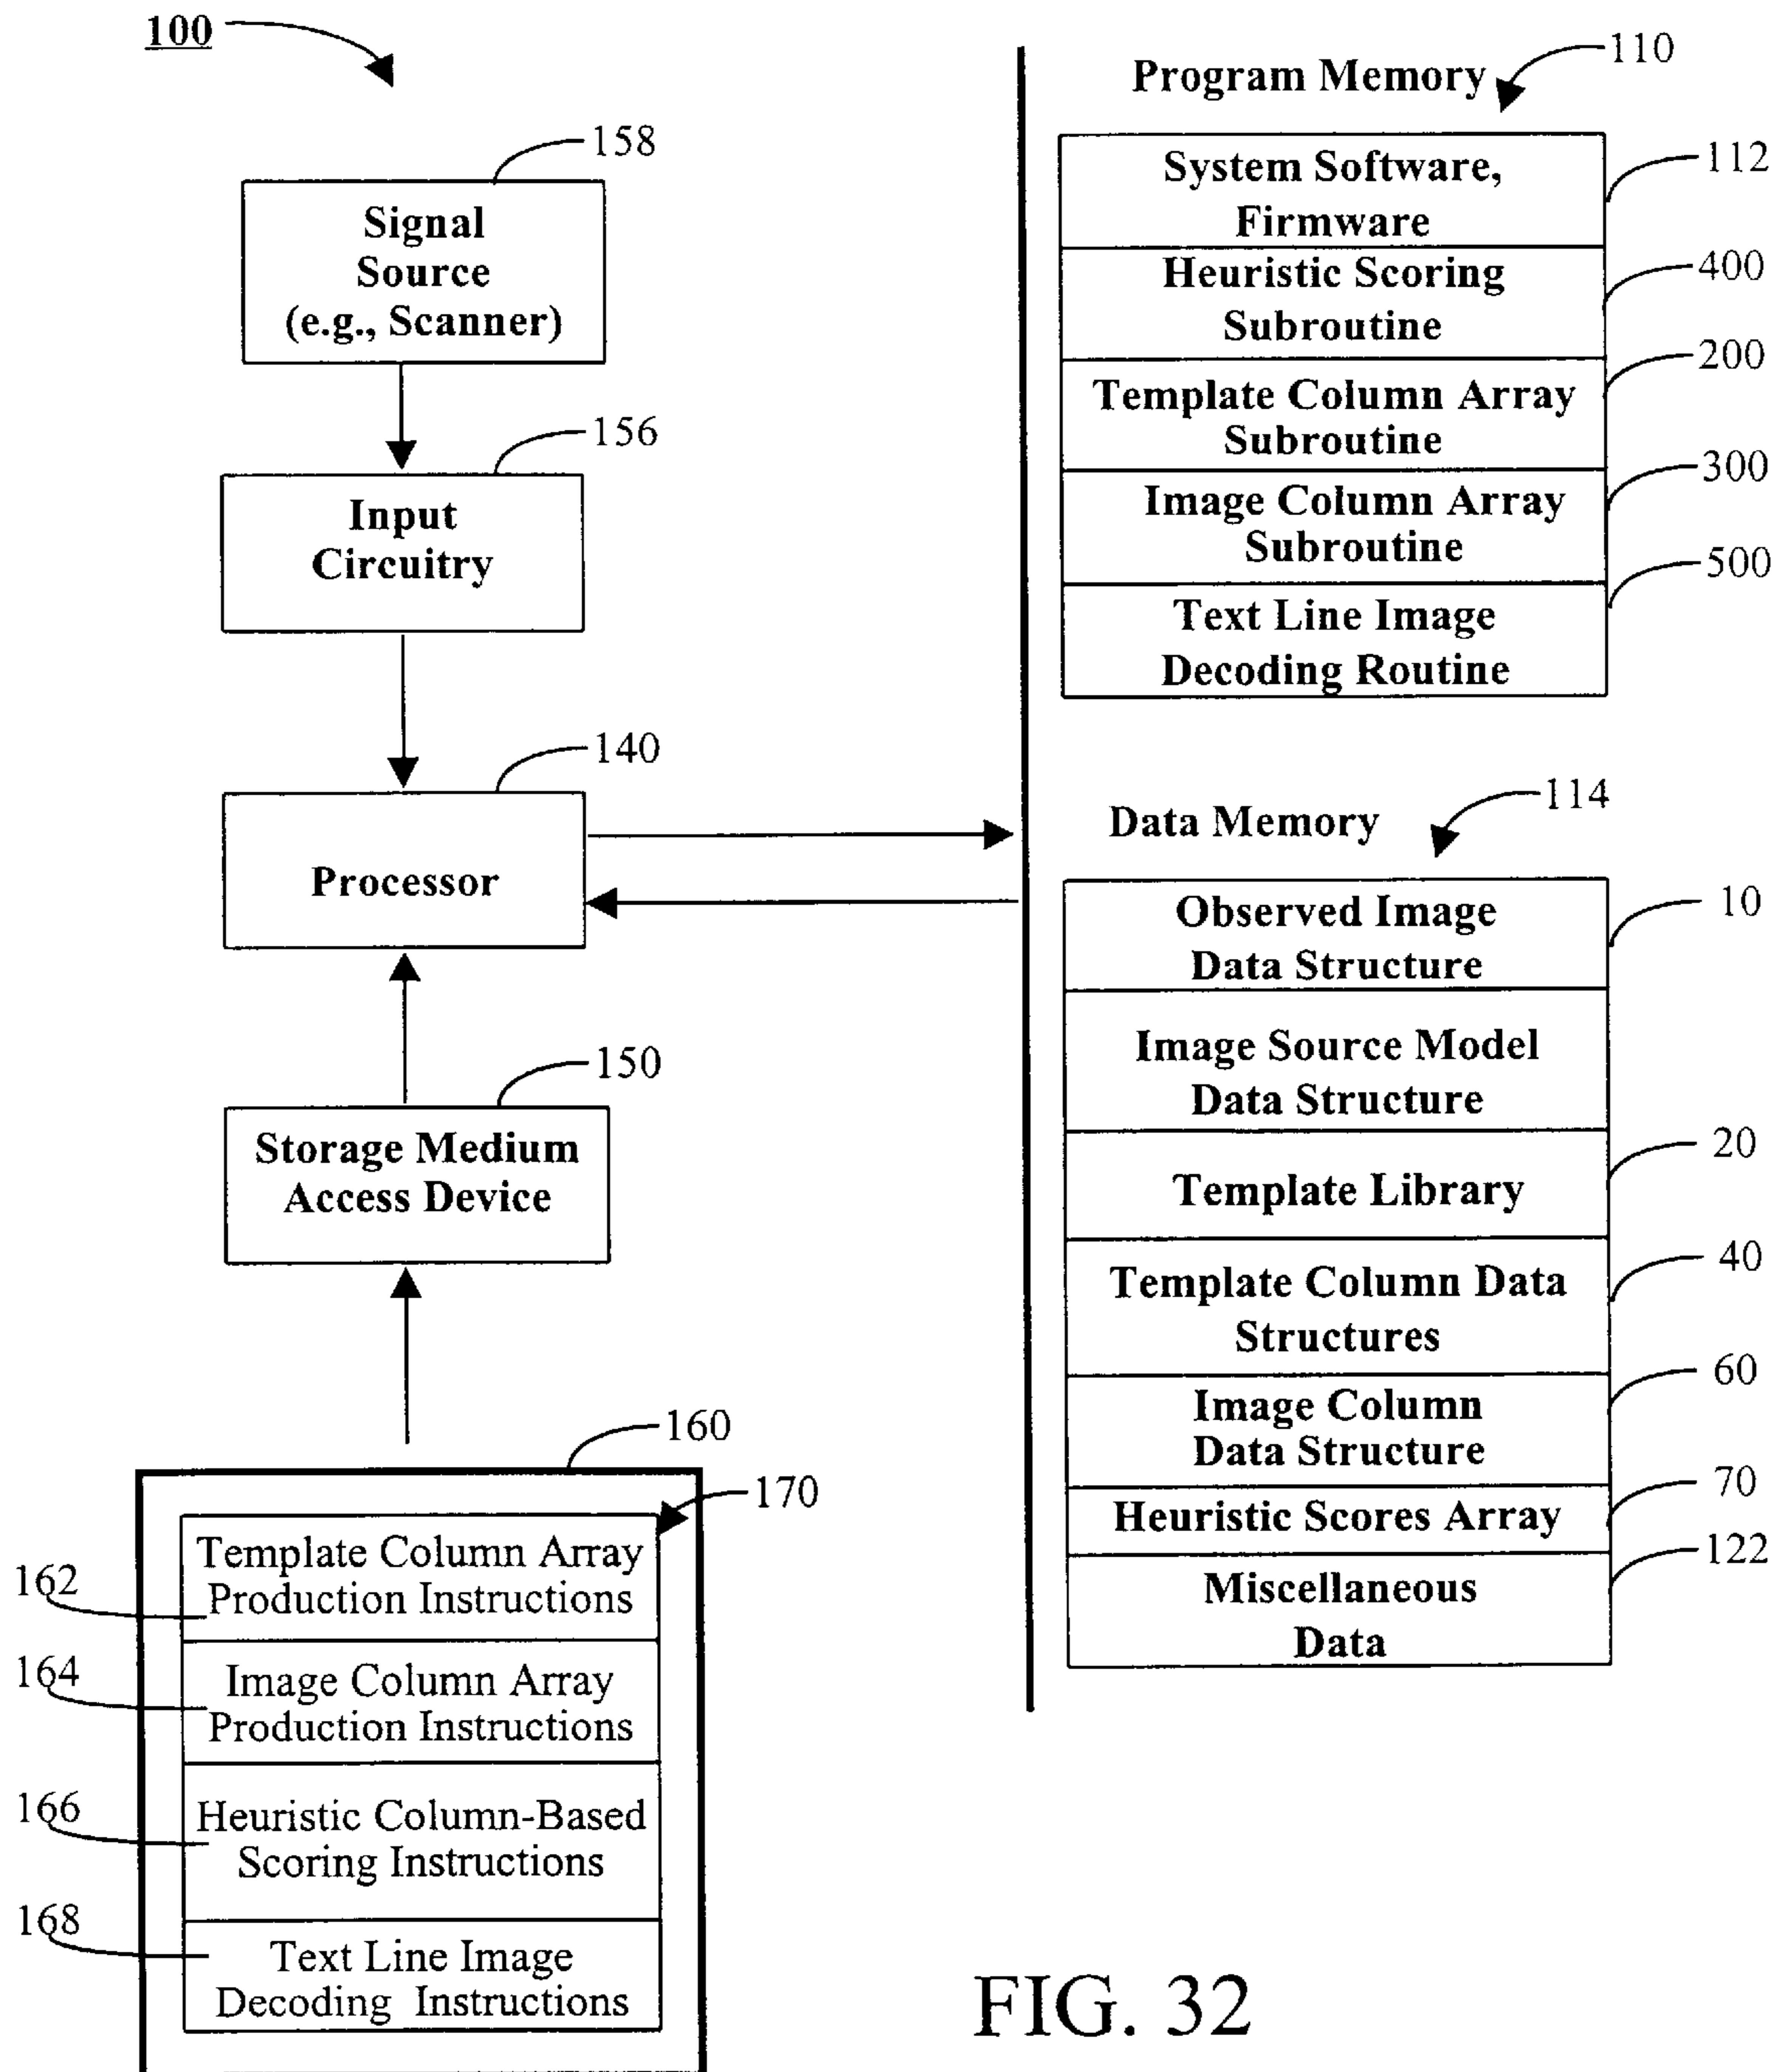 100
158
Signal
Source
(e.g., Scanner)
156
Input
Circuitry
140
Processor
150
Storage Medium
Access Device
160
170
162
Template Column Array
Production Instructions
164
Image Column Array
Production Instructions
166
Heuristic Column-Based
Scoring Instructions
168
Text Line Image
Decoding Instructions
Program Memory
110
System Software,
Firmware
112
Heuristic Scoring
Subroutine
400
Template Column Array
Subroutine
200
Image Column Array
Subroutine
300
Text Line Image
Decoding Routine
500
Data Memory
114
Observed Image
Data Structure
10
Image Source Model
Data Structure
Template Library
20
Template Column Data
Structures
40
Image Column
Data Structure
60
Heuristic Scores Array
70
Miscellaneous
Data
122
FIG. 32